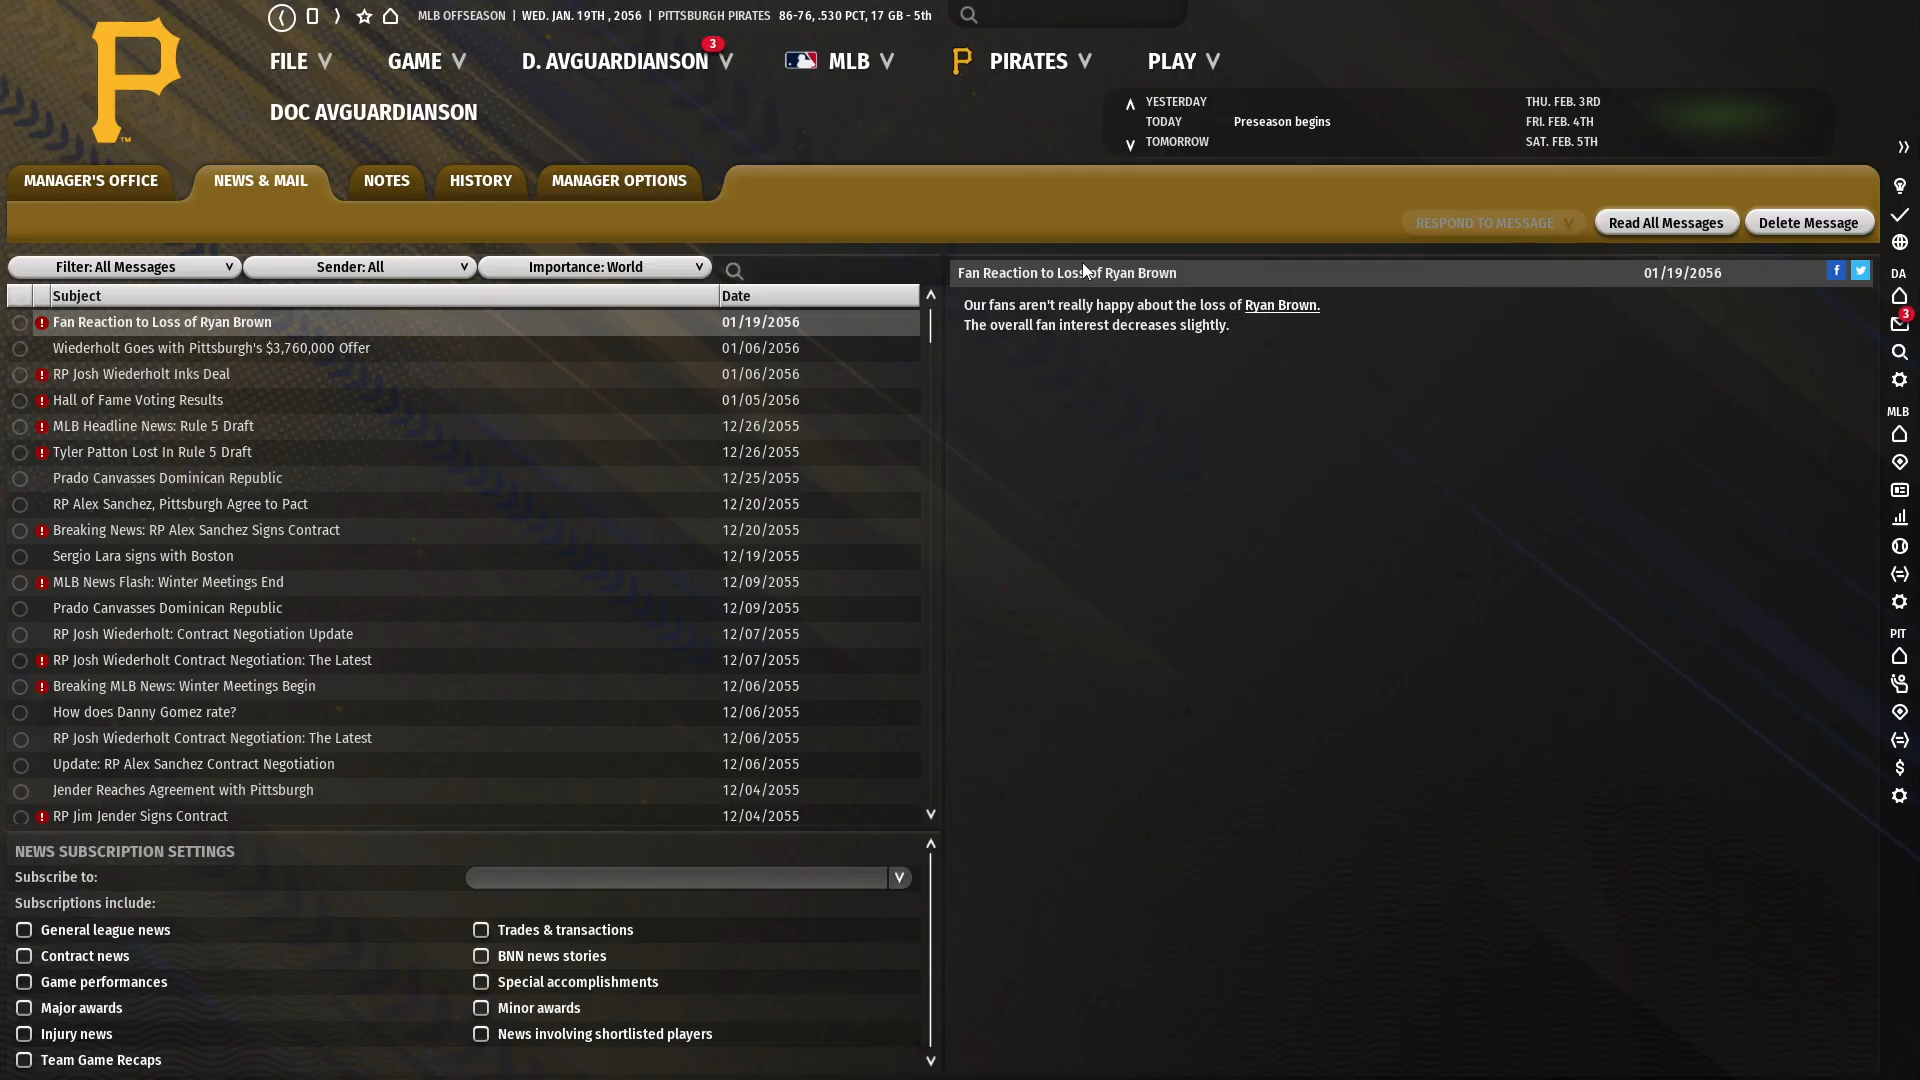 MLB OFFSEASON | WED. JAN. 19TH , 2056 | PITTSBURGH PIRATES 86-76, .530 PCT, 17 GB - 5th
FILE
GAME
D. AVGUARDIANSON
3
MLB
PIRATES
PLAY
P
TM
DOC AVGUARDIANSON
YESTERDAY
THU. FEB. 3RD
TODAY
Preseason begins
FRI. FEB. 4TH
TOMORROW
SAT. FEB. 5TH
MANAGER'S OFFICE
NEWS & MAIL
NOTES
HISTORY
MANAGER OPTIONS
RESPOND TO MESSAGE
Read All Messages
Delete Message
Filter: All Messages
Sender: All
Importance: World
Subject
Date
Fan Reaction to Loss of Ryan Brown 01/19/2056
Wiederholt Goes with Pittsburgh's $3,760,000 Offer 01/06/2056
RP Josh Wiederholt Inks Deal 01/06/2056
Hall of Fame Voting Results 01/05/2056
MLB Headline News: Rule 5 Draft 12/26/2055
Tyler Patton Lost In Rule 5 Draft 12/26/2055
Prado Canvasses Dominican Republic 12/25/2055
RP Alex Sanchez, Pittsburgh Agree to Pact 12/20/2055
Breaking News: RP Alex Sanchez Signs Contract 12/20/2055
Sergio Lara signs with Boston 12/19/2055
MLB News Flash: Winter Meetings End 12/09/2055
Prado Canvasses Dominican Republic 12/09/2055
RP Josh Wiederholt: Contract Negotiation Update 12/07/2055
RP Josh Wiederholt Contract Negotiation: The Latest 12/07/2055
Breaking MLB News: Winter Meetings Begin 12/06/2055
How does Danny Gomez rate? 12/06/2055
RP Josh Wiederholt Contract Negotiation: The Latest 12/06/2055
Update: RP Alex Sanchez Contract Negotiation 12/06/2055
Jender Reaches Agreement with Pittsburgh 12/04/2055
RP Jim Jender Signs Contract 12/04/2055
NEWS SUBSCRIPTION SETTINGS
Subscribe to:
Subscriptions include:
General league news
Trades & transactions
Contract news
BNN news stories
Game performances
Special accomplishments
Major awards
Minor awards
Injury news
News involving shortlisted players
Team Game Recaps
Fan Reaction to Loss of Ryan Brown 01/19/2056
Our fans aren't really happy about the loss of Ryan Brown.
The overall fan interest decreases slightly.
DA
3
MLB
PIT